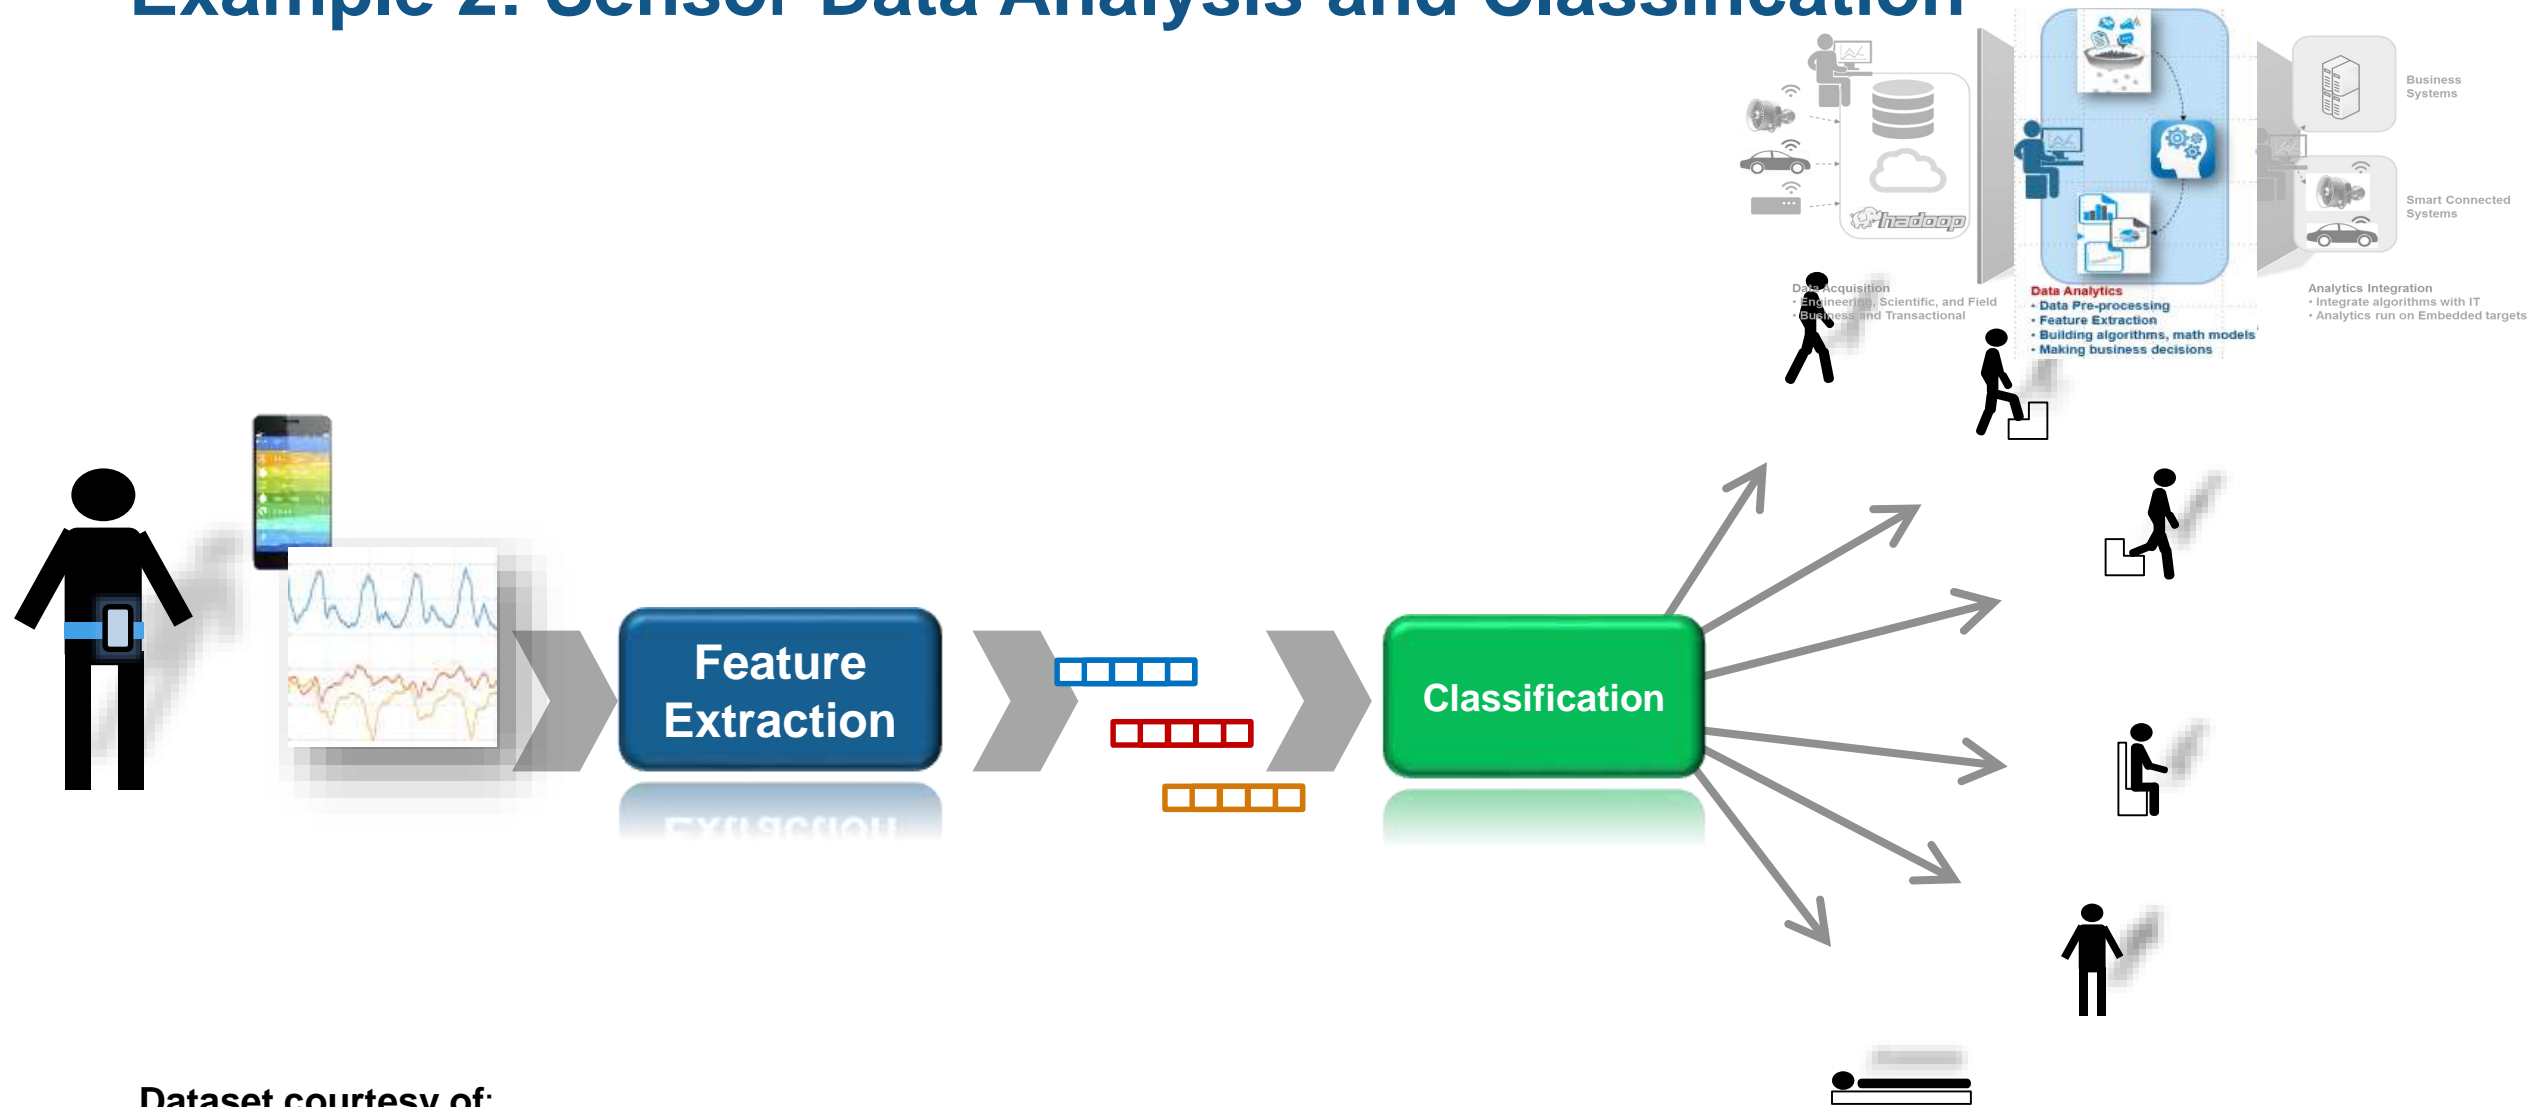 Example 2: Sensor Data Analysis and Classification
Business
Systems
hadoop
Smart Connected
Systems
Data Acquisition
• Engineering, Scientific, and Field
• Business and Transactional
Data Analytics
• Data Pre-processing
• Feature Extraction
• Building algorithms, math models
• Making business decisions
Analytics Integration
• Integrate algorithms with IT
• Analytics run on Embedded targets
Feature
Extraction
Classification
Dataset courtesy of: